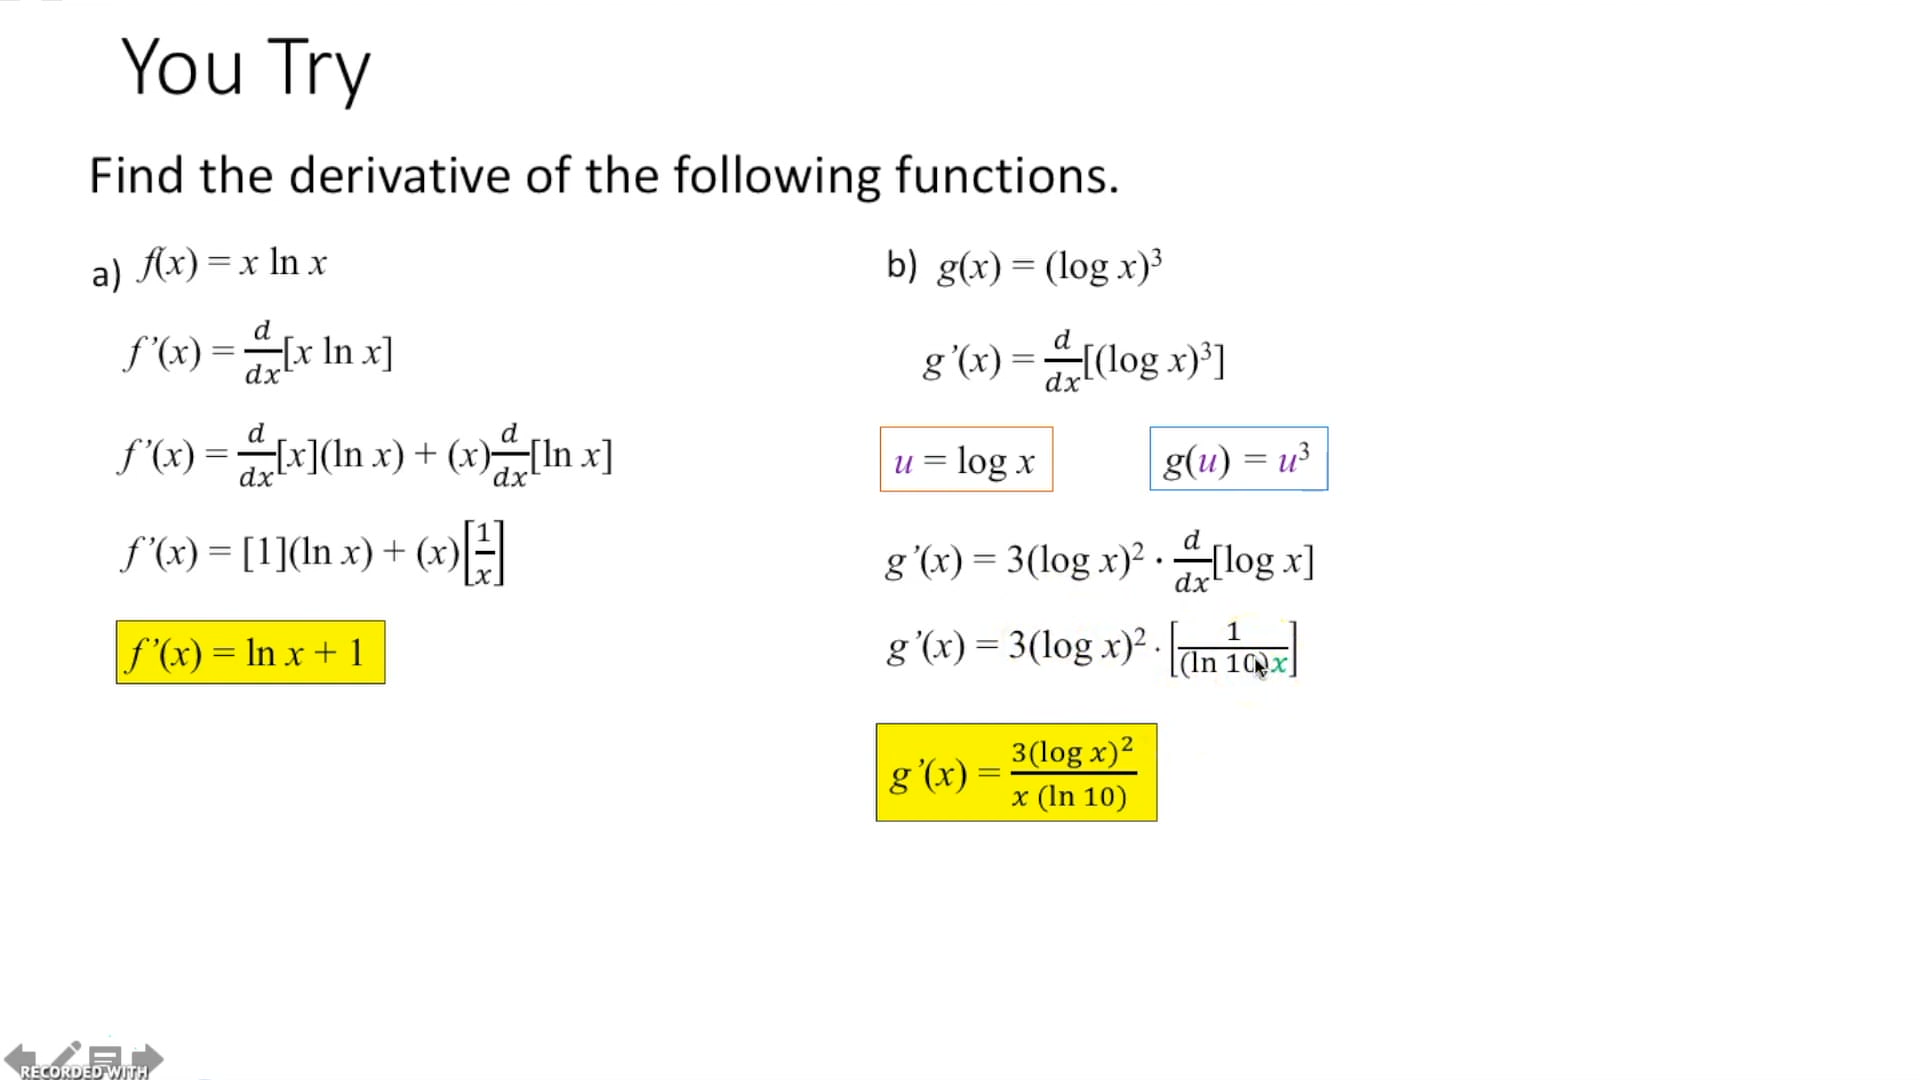 You Try
Find the derivative of the following functions.
a) f(x) = x ln x
f’(x) = d/dx[x ln x]
f’(x) = d/dx[x](ln x) + (x)d/dx[ln x]
f’(x) = [1](ln x) + (x)[1/x]
f’(x) = ln x + 1
b) g(x) = (log x)³
g’(x) = d/dx[(log x)³]
u = log x
g(u) = u³
g’(x) = 3(log x)² · d/dx[log x]
g’(x) = 3(log x)² · [1/(ln 10)x]
g’(x) = 3(log x)²/x (ln 10)
RECORDED WITH